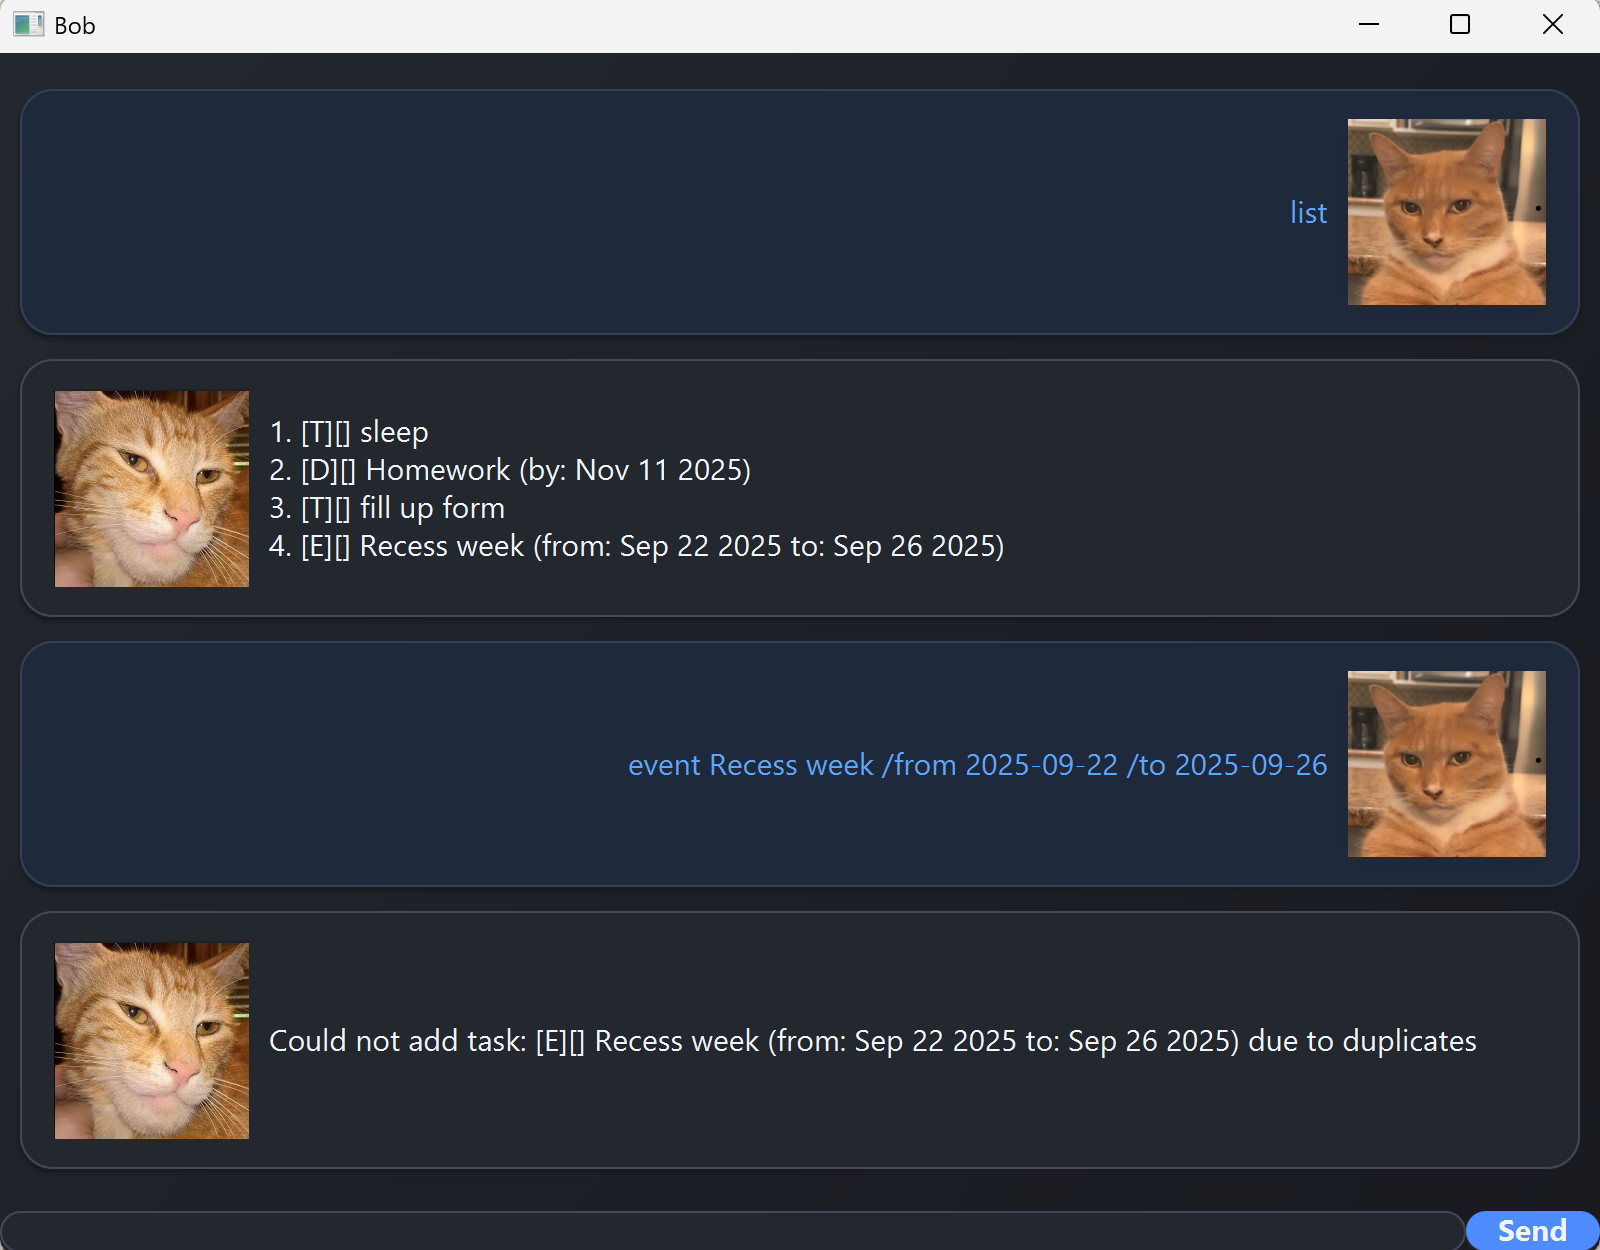 Bob
list
1. [T][] sleep
2. [D][] Homework (by: Nov 11 2025)
3. [T][] fill up form
4. [E][] Recess week (from: Sep 22 2025 to: Sep 26 2025)
event Recess week /from 2025-09-22 /to 2025-09-26
Could not add task: [E][] Recess week (from: Sep 22 2025 to: Sep 26 2025) due to duplicates
Send